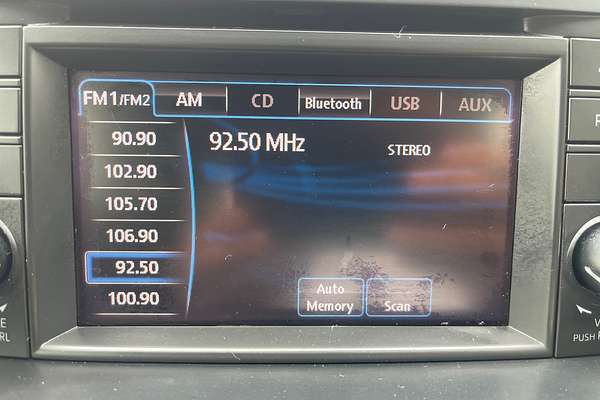 FM1/FM2 AM CD Bluetooth USB AUX
90.90
92.50 MHz
STEREO
102.90
105.70
106.90
92.50
100.90
Auto
Memory
Scan
PUSH